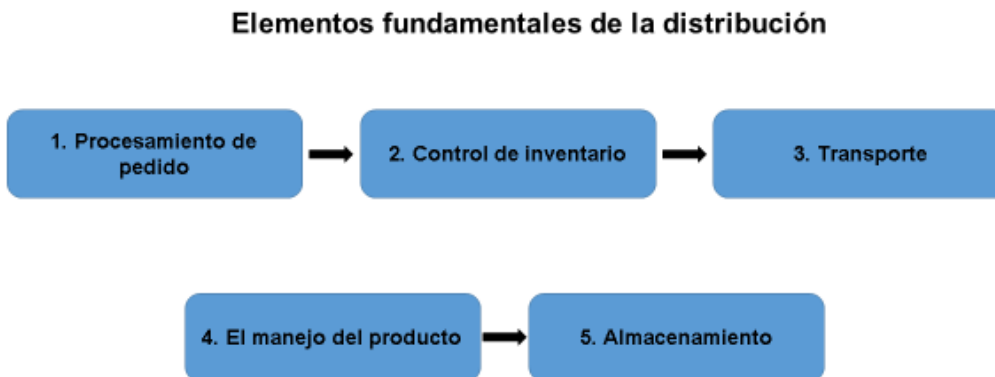 Elementos fundamentales de la distribución
1. Procesamiento de
pedido
2. Control de inventario
3. Transporte
4. El manejo del producto
5. Almacenamiento